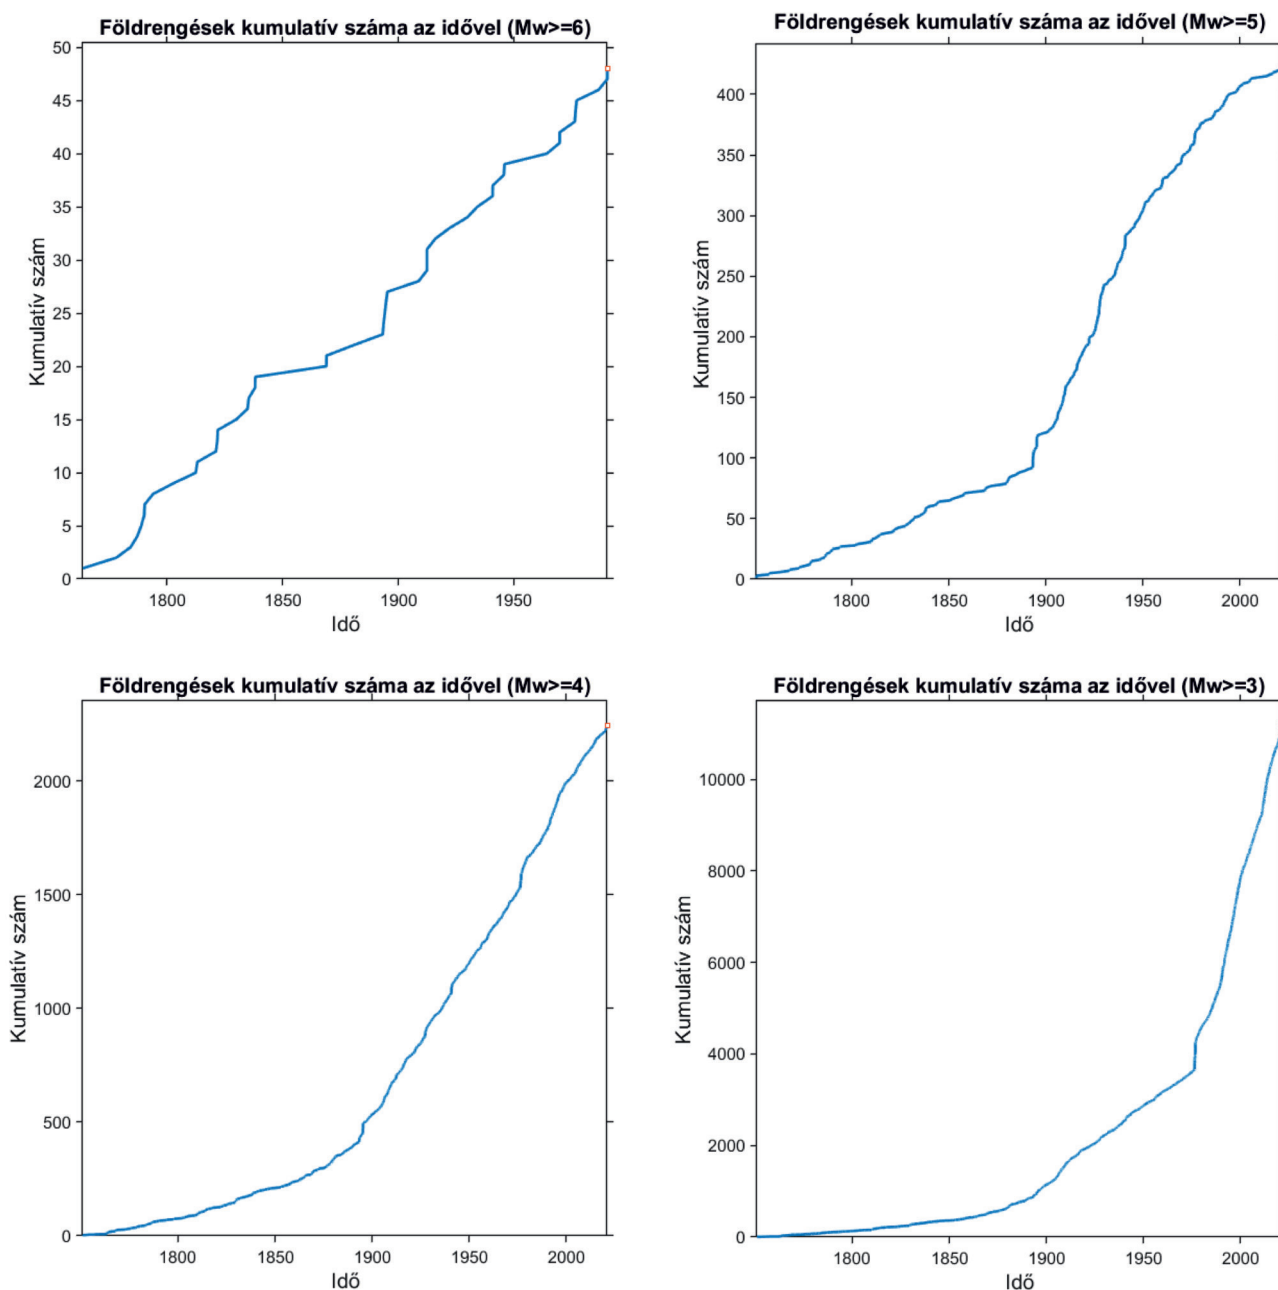 Földrengések kumulatív száma az idővel (Mw>=6)
50
45
40
35
30
25
20
15
10
5
0
Kumulatív szám
1800 1850 1900 1950
Idő
Földrengések kumulatív száma az idővel (Mw>=5)
400
350
300
250
200
150
100
50
0
Kumulatív szám
1800 1850 1900 1950 2000
Idő
Földrengések kumulatív száma az idővel (Mw>=4)
2000
1500
1000
500
0
Kumulatív szám
1800 1850 1900 1950 2000
Idő
Földrengések kumulatív száma az idővel (Mw>=3)
10000
8000
6000
4000
2000
0
Kumulatív szám
1800 1850 1900 1950 2000
Idő